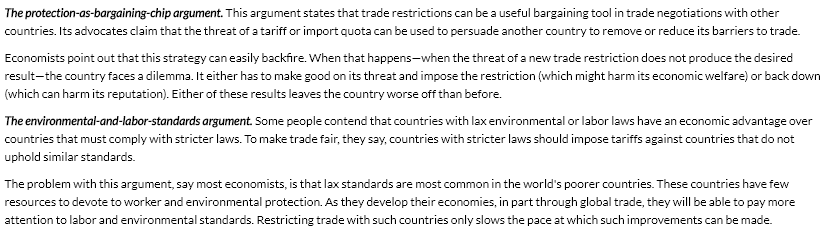 The protection-as-bargaining-chip argument. This argument states that trade restrictions can be a useful bargaining tool in trade negotiations with other
countries. Its advocates claim that the threat of a tariff or import quota can be used to persuade another country to remove or reduce its barriers to trade.
Economists point out that this strategy can easily backfire. When that happens—when the threat of a new trade restriction does not produce the desired
result—the country faces a dilemma. It either has to make good on its threat and impose the restriction (which might harm its economic welfare) or back down
(which can harm its reputation). Either of these results leaves the country worse off than before.
The environmental-and-labor-standards argument. Some people contend that countries with lax environmental or labor laws have an economic advantage over
countries that must comply with stricter laws. To make trade fair, they say, countries with stricter laws should impose tariffs against countries that do not
uphold similar standards.
The problem with this argument, say most economists, is that lax standards are most common in the world's poorer countries. These countries have few
resources to devote to worker and environmental protection. As they develop their economies, in part through global trade, they will be able to pay more
attention to labor and environmental standards. Restricting trade with such countries only slows the pace at which such improvements can be made.